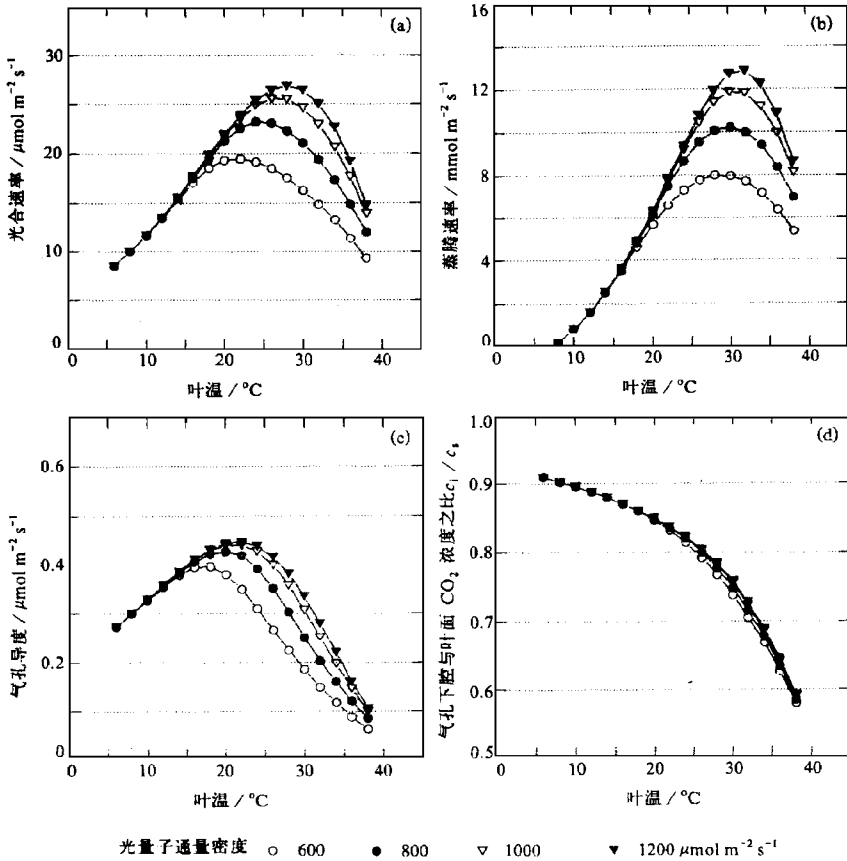 (a)
35
30
25
20
10
0
光合速率 / μmol m⁻² s⁻¹
0 10 20 30 40
叶温 / °C
(b)
16
12
8
4
0
蒸腾速率 / mmol m⁻² s⁻¹
0 10 20 30 40
叶温 / °C
(c)
0.6
0.4
0.2
0
气孔导度 / μmol m⁻² s⁻¹
0 10 20 30 40
叶温 / °C
(d)
1.0
0.9
0.8
0.7
0.6
0.5
气孔下腔与叶面 CO₂ 浓度之比 cᵢ / cₛ
0 10 20 30 40
叶温 / °C
光量子通量密度 ○ 600 ● 800 ▽ 1000 ▼ 1200 μmol m⁻² s⁻¹